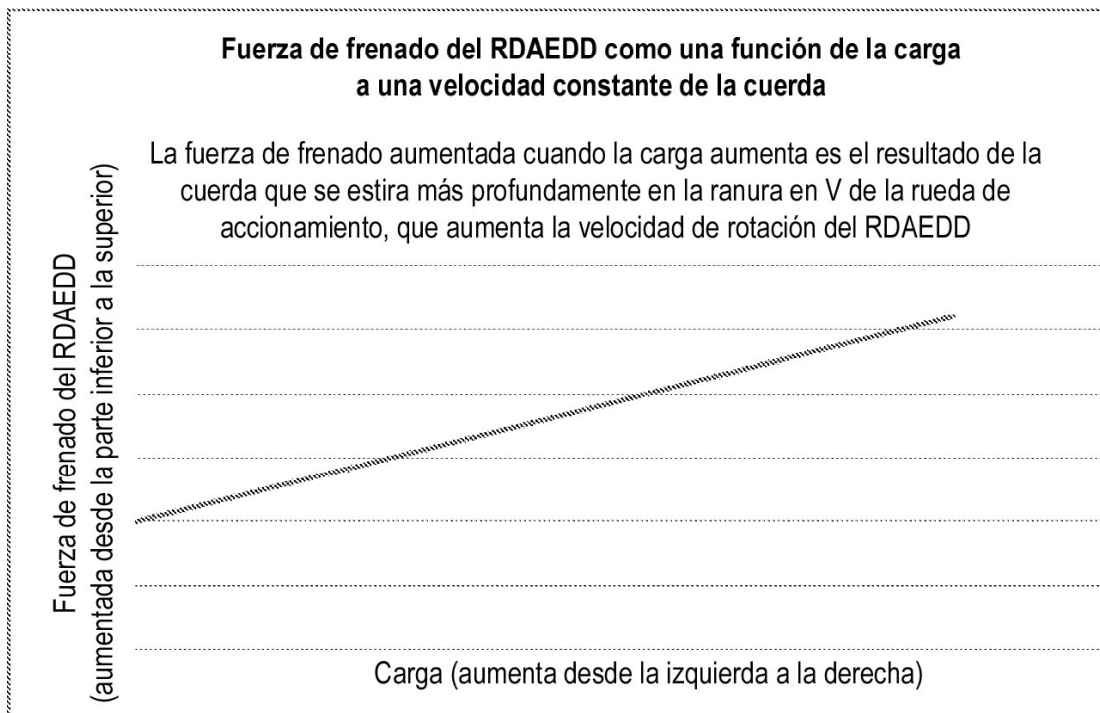 Fuerza de frenado del RDAEDD como una función de la carga
a una velocidad constante de la cuerda
La fuerza de frenado aumentada cuando la carga aumenta es el resultado de la
cuerda que se estira más profundamente en la ranura en V de la rueda de
accionamiento, que aumenta la velocidad de rotación del RDAEDD
Fuerza de frenado del RDAEDD
(aumentada desde la parte inferior a la superior)
Carga (aumenta desde la izquierda a la derecha)